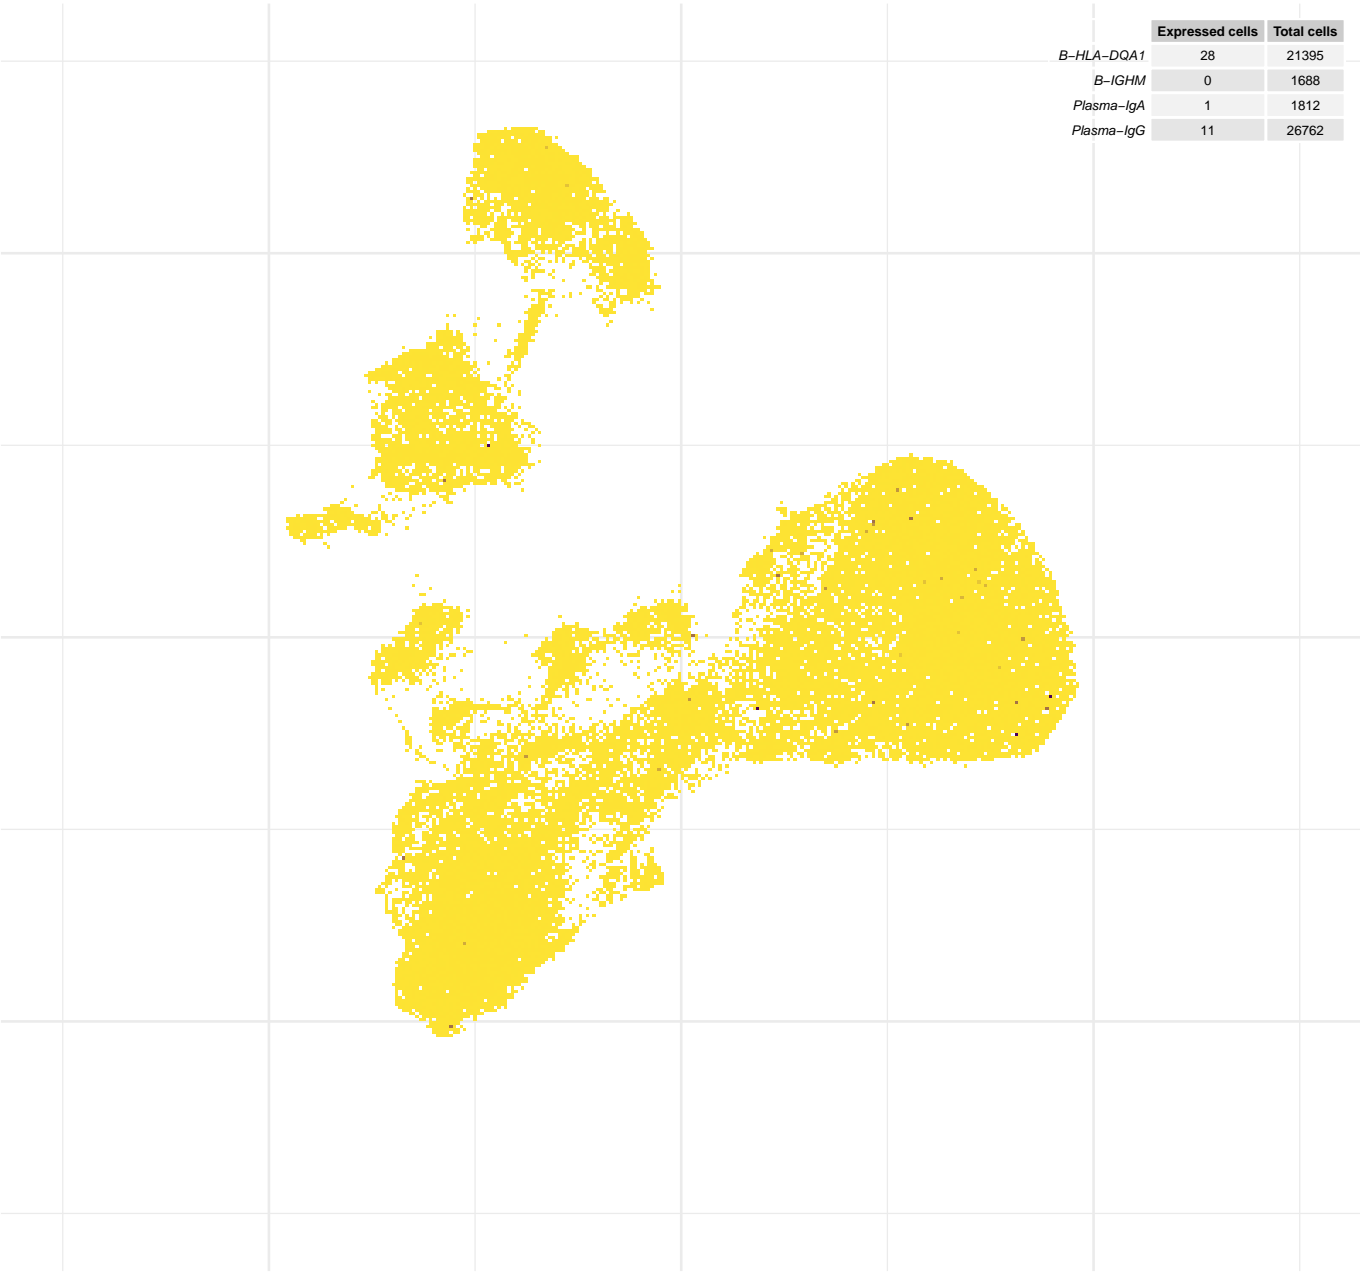 Expressed cells Total cells
B−HLA−DQA1 28 21395
B−IGHM 0 1688
Plasma−IgA 1 1812
Plasma−IgG 11 26762